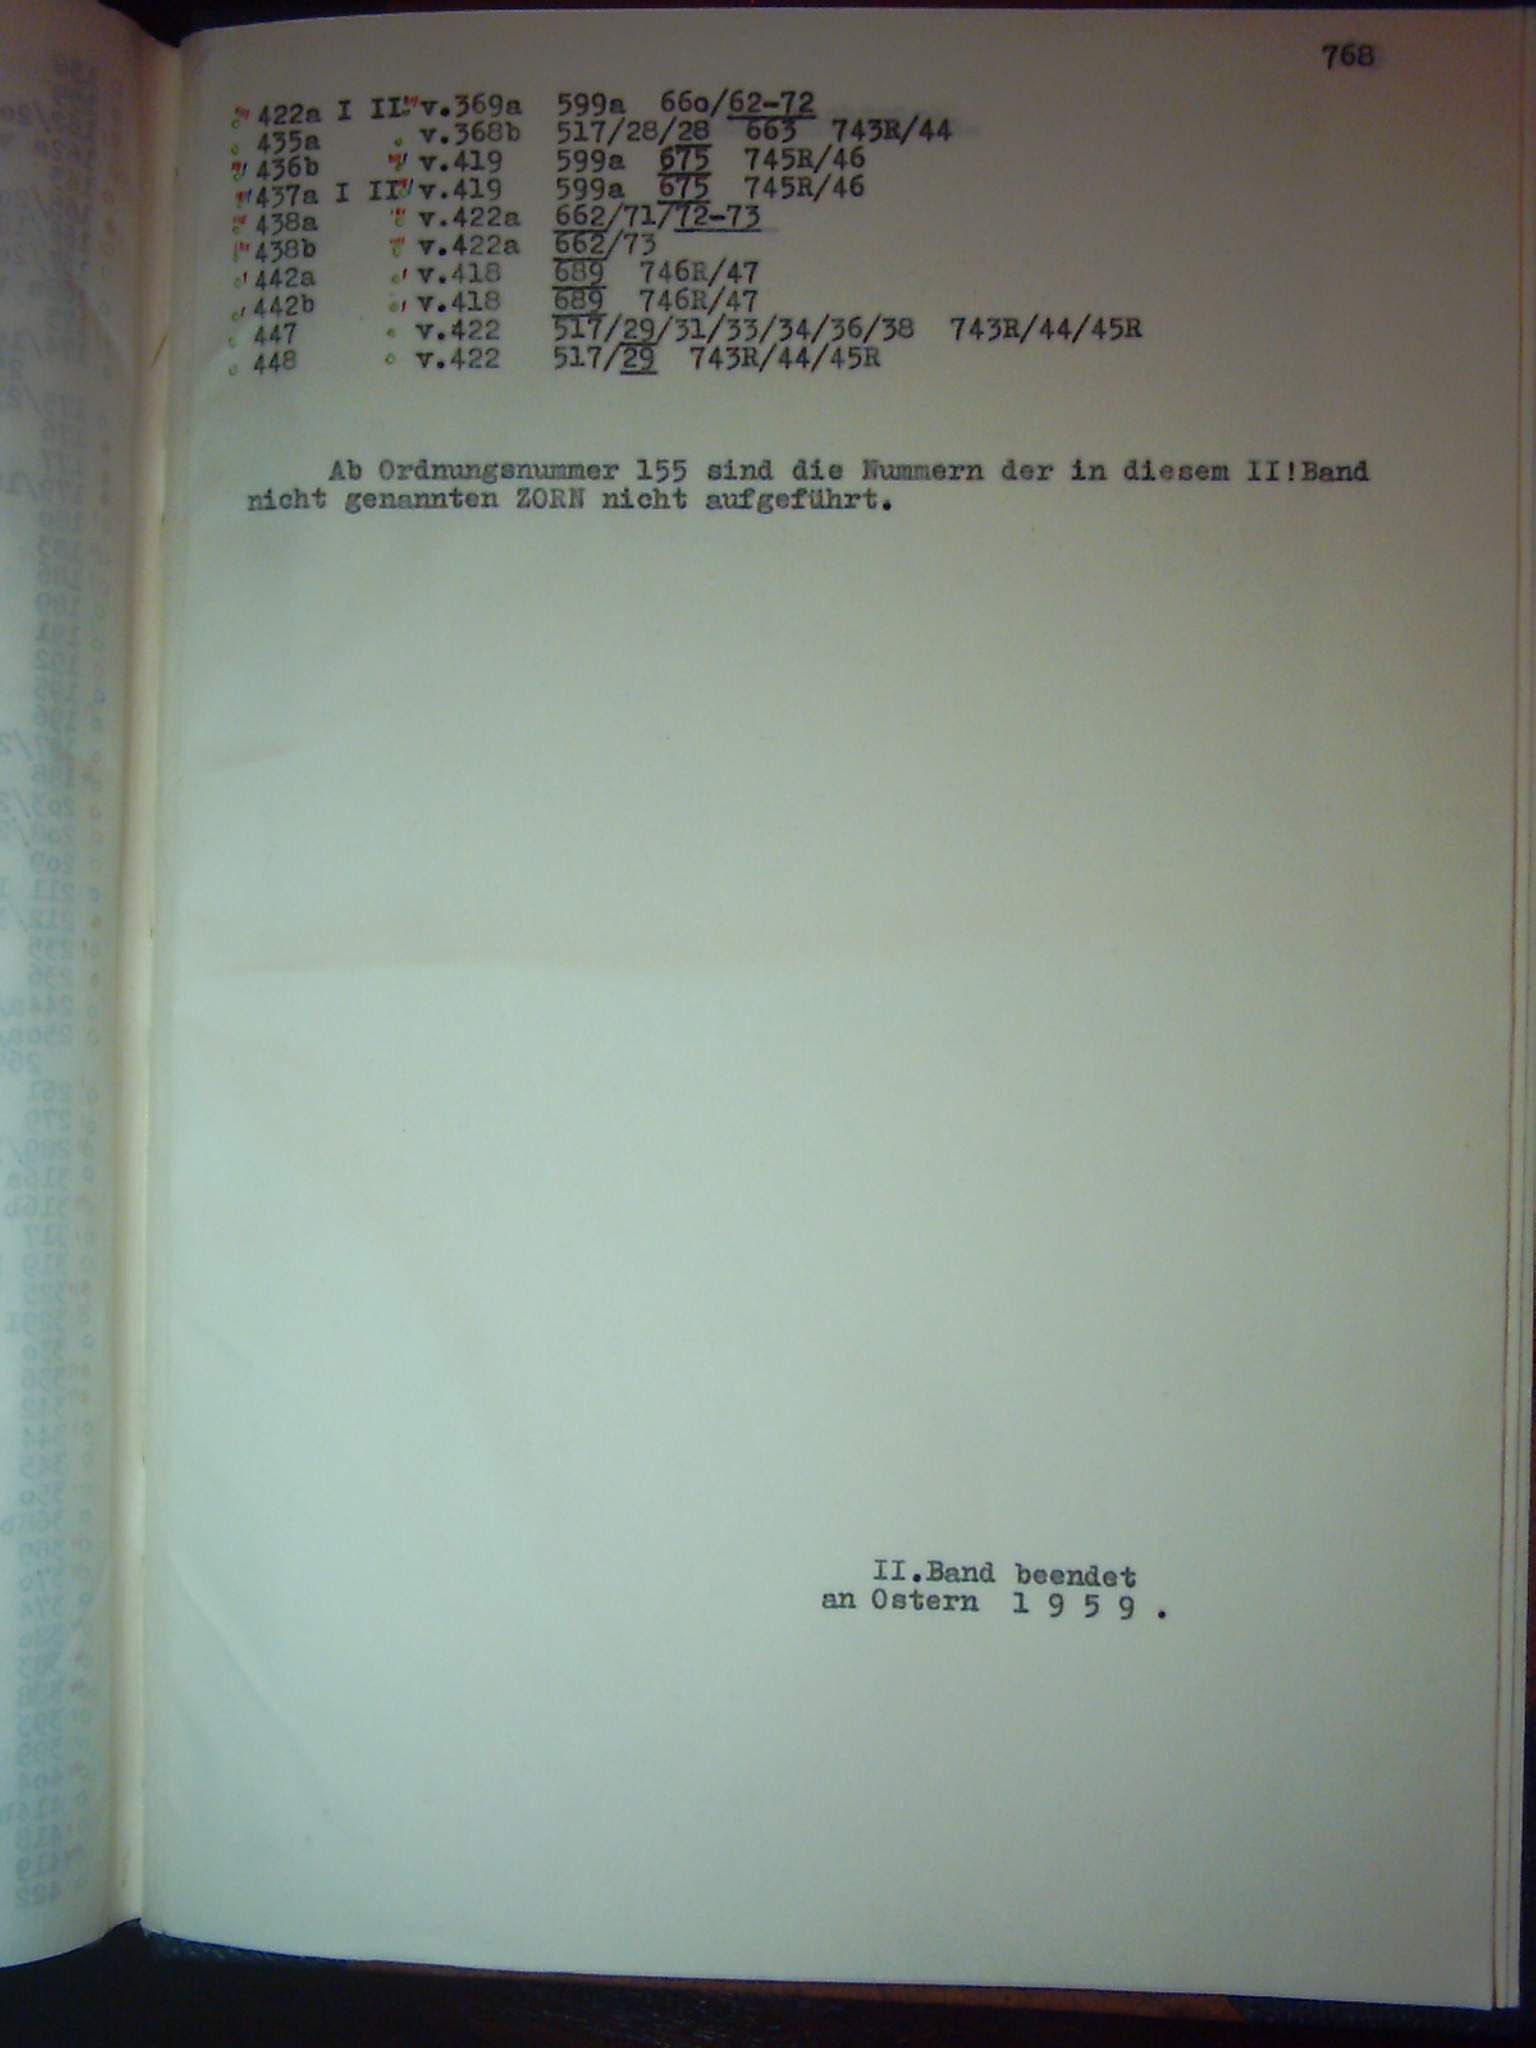 768
422a I II v.369a 599a 66o/62-72
435a v.368b 517/28/28 663 743R/44
436b v.419 599a 675 745R/46
437a I II v.419 599a 675 745R/46
438a v.422a 662/71/72-73
438b v.422a 662/73
442a v.418 689 746R/47
442b v.418 689 746R/47
447 v.422 517/29/31/33/34/36/38 743R/44/45R
448 v.422 517/29 743R/44/45R
Ab Ordnungsnummer 155 sind die Nummern der in diesem II!Band
nicht genannten ZORN nicht aufgeführt.
II.Band beendet
an Ostern 1 9 5 9 .